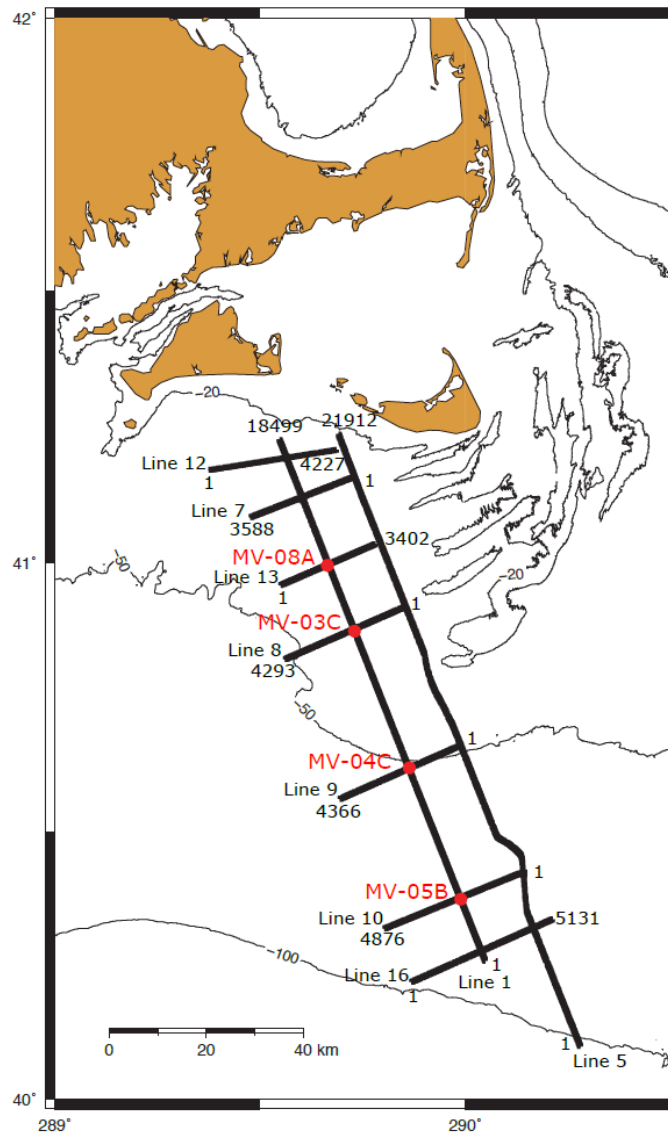 42°
−20
21912
18499
Line 12
4227
1
Line 7
1
3588
MV-08A
3402
−50
41°
Line 13
1
−20
MV-03C
1
Line 8
4293
−50
1
MV-04C
Line 9
4366
MV-05B
1
Line 10
4876
5131
−100
Line 16
1
1
Line 1
0 20 40 km
1
Line 5
40°
289° 290°